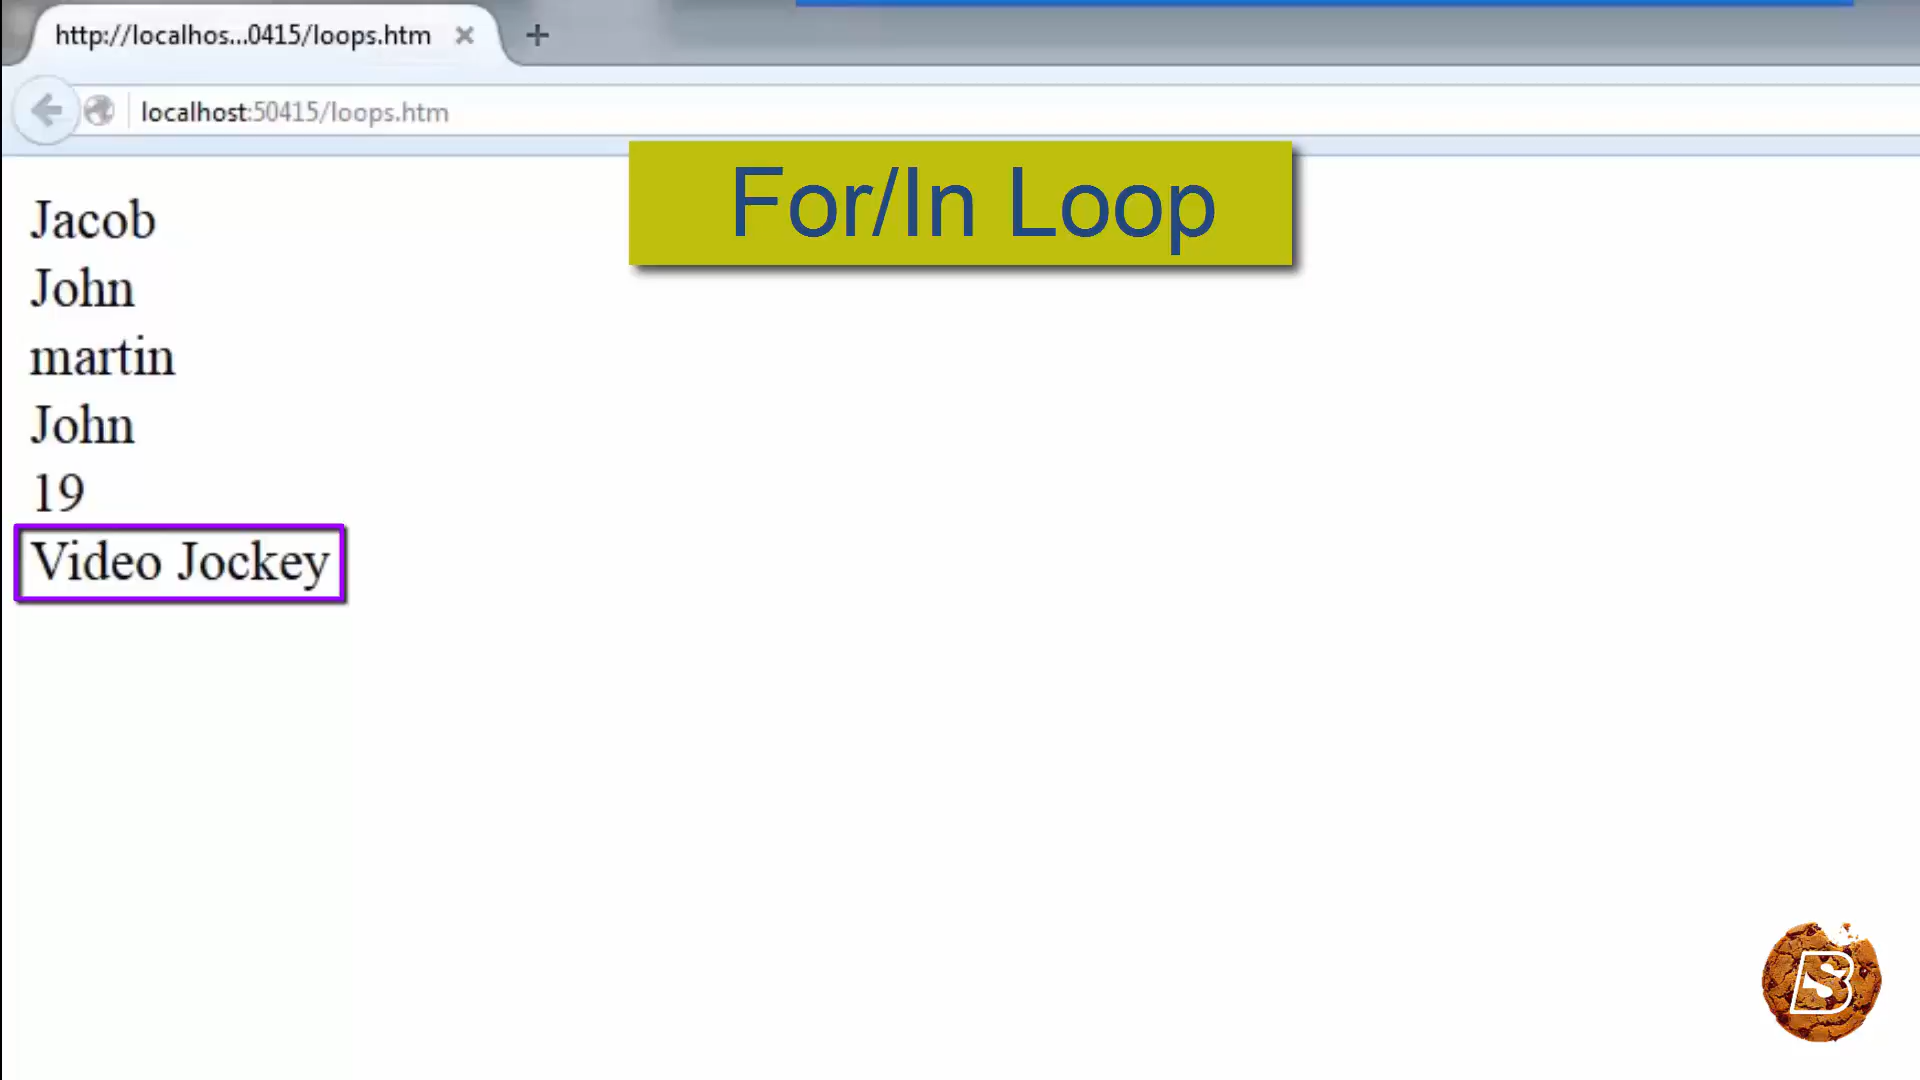 http://localhos...0415/loops.htm
localhost:50415/loops.htm
For/In Loop
Jacob
John
martin
John
19
Video Jockey
BS